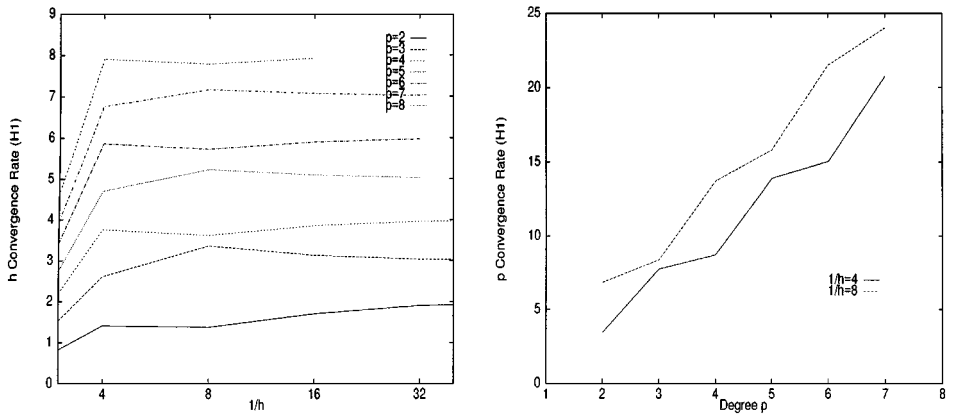 9
8
7
6
5
4
3
2
1
0
h Convergence Rate (H1)
p=2
p=3
p=4
p=5
p=6
p=7
p=8
4
8
16
32
1/h
25
20
15
10
5
0
p Convergence Rate (H1)
1/h=4
1/h=8
1
2
3
4
5
6
7
8
Degree p